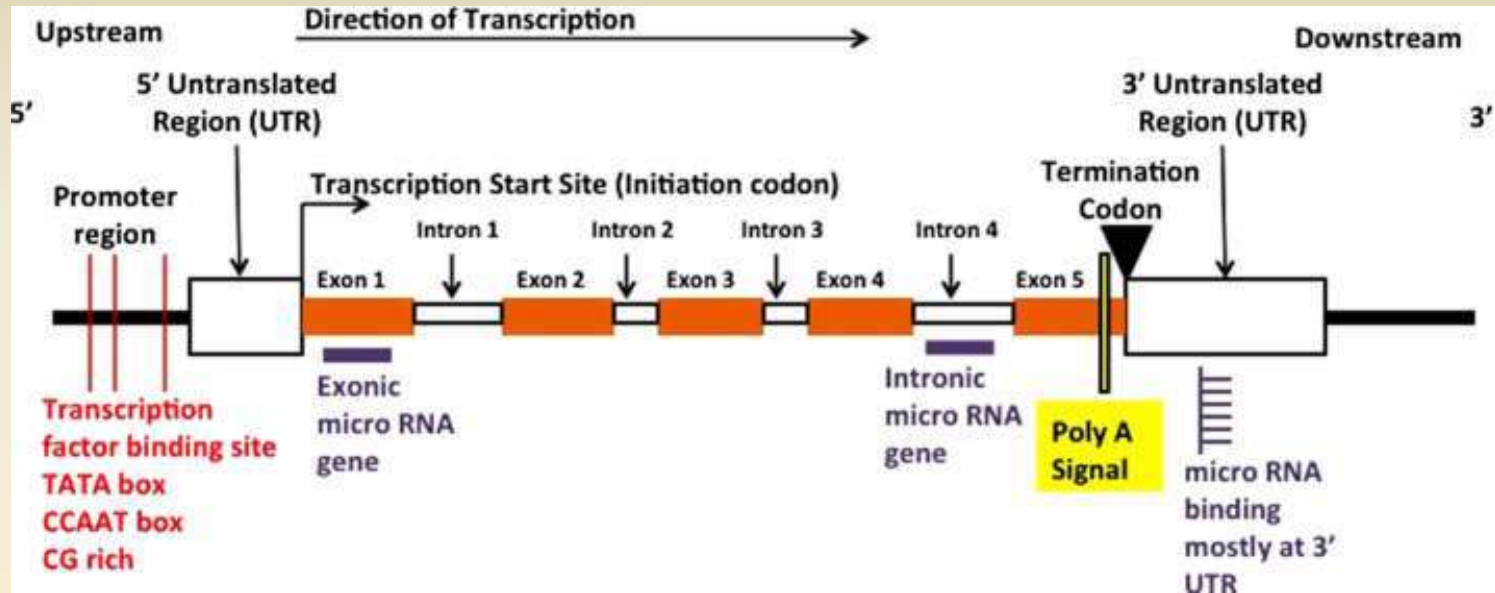 Direction of Transcription
Upstream
Downstream
5' Untranslated
Region (UTR)
3' Untranslated
Region (UTR)
5’
3’
Transcription Start Site (Initiation codon)
Termination
Codon
Promoter
region
Intron 1
Intron 2
Intron 3
Intron 4
Exon 1
Exon 2
Exon 3
Exon 4
Exon 5
Transcription
factor binding site
TATA box
CCAAT box
CG rich
Exonic
micro RNA
gene
Intronic
micro RNA
gene
Poly A
Signal
micro RNA
binding
mostly at 3’
UTR